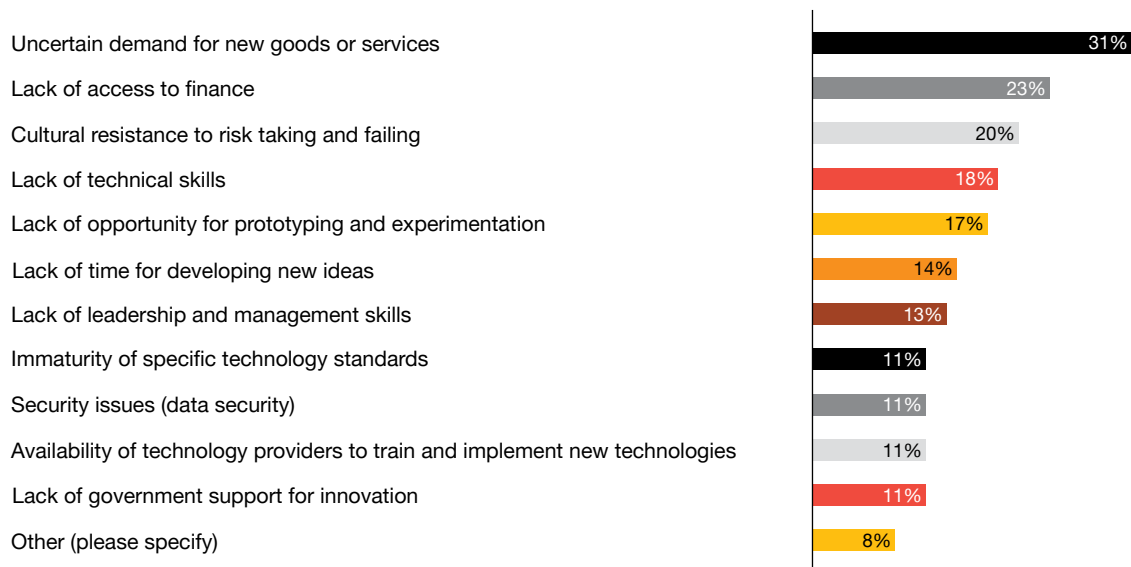 Uncertain demand for new goods or services 31%
Lack of access to finance 23%
Cultural resistance to risk taking and failing 20%
Lack of technical skills 18%
Lack of opportunity for prototyping and experimentation 17%
Lack of time for developing new ideas 14%
Lack of leadership and management skills 13%
Immaturity of specific technology standards 11%
Security issues (data security) 11%
Availability of technology providers to train and implement new technologies 11%
Lack of government support for innovation 11%
Other (please specify) 8%